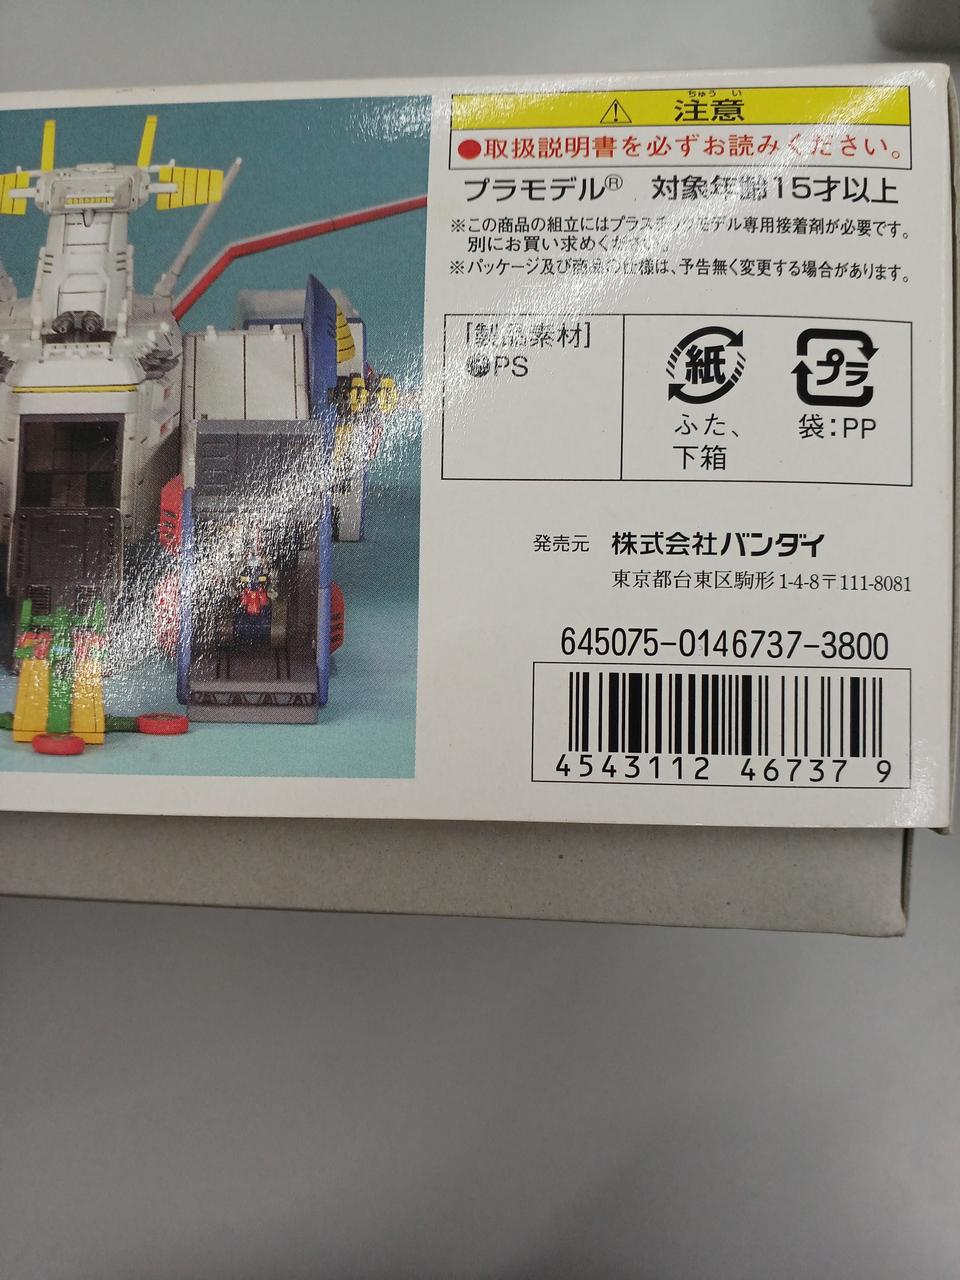 ちゅう い
注意
●取扱説明書を必ずお読みください。
プラモデル® 対象年齢15才以上
※この商品の組立にはプラスチックモデル専用接着剤が必要です。
別にお買い求めください。
※パッケージ及び商品の仕様は、予告無く変更する場合があります。
[製品素材]
●PS
紙
ふた、
下箱
プラ
袋:PP
発売元 株式会社バンダイ
東京都台東区駒形1-4-8〒111-8081
645075-0146737-3800
4543112 46737 9